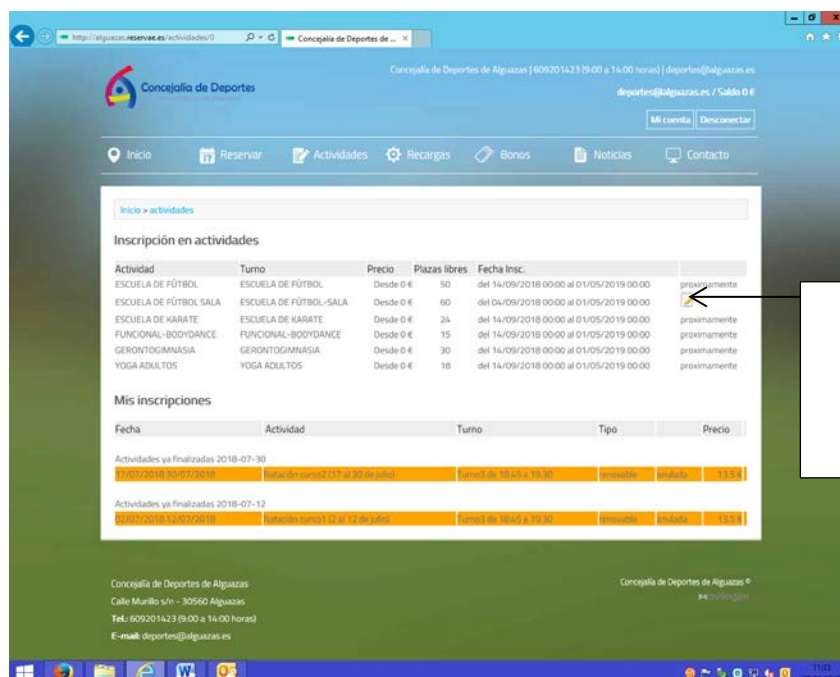 http://alguazas.reservae.es/actividades/0
Concejalía de Deportes de ...
Concejalía de Deportes
Concejalía de Deportes de Alguazas | 609201423 (9:00 a 14:00 horas) | deportes@alguazas.es
deportes@alguazas.es / Saldo 0 €
Mi cuenta Desconectar
Inicio Reservar Actividades Recargas Bonos Noticias Contacto
Inicio > actividades
Inscripción en actividades
Actividad Turno Precio Plazas libres Fecha Insc.
ESCUELA DE FÚTBOL ESCUELA DE FÚTBOL Desde 0 € 50 del 14/09/2018 00:00 al 01/05/2019 00:00 proximamente
ESCUELA DE FÚTBOL SALA ESCUELA DE FÚTBOL-SALA Desde 0 € 60 del 04/09/2018 00:00 al 01/05/2019 00:00
ESCUELA DE KARATE ESCUELA DE KARATE Desde 0 € 24 del 14/09/2018 00:00 al 01/05/2019 00:00 proximamente
FUNCIONAL-BODYDANCE FUNCIONAL-BODYDANCE Desde 0 € 15 del 14/09/2018 00:00 al 01/05/2019 00:00 proximamente
GERONTOGIMNASIA GERONTOGIMNASIA Desde 0 € 30 del 14/09/2018 00:00 al 01/05/2019 00:00 proximamente
YOGA ADULTOS YOGA ADULTOS Desde 0 € 18 del 14/09/2018 00:00 al 01/05/2019 00:00 proximamente
Mis inscripciones
Fecha Actividad Turno Tipo Precio
Actividades ya finalizadas 2018-07-30
17/07/2018 30/07/2018 Natación curso2 (17 al 30 de julio) Turno3 de 18:45 a 19:30 renovable anulada 13.5 €
Actividades ya finalizadas 2018-07-12
02/07/2018 12/07/2018 Natación curso1 (2 al 12 de julio) Turno3 de 18:45 a 19:30 renovable anulada 13.5 €
Concejalía de Deportes de Alguazas
Calle Murillo s/n - 30560 Alguazas
Tel.: 609201423 (9:00 a 14:00 horas)
E-mail: deportes@alguazas.es
Concejalía de Deportes de Alguazas ©
11:33